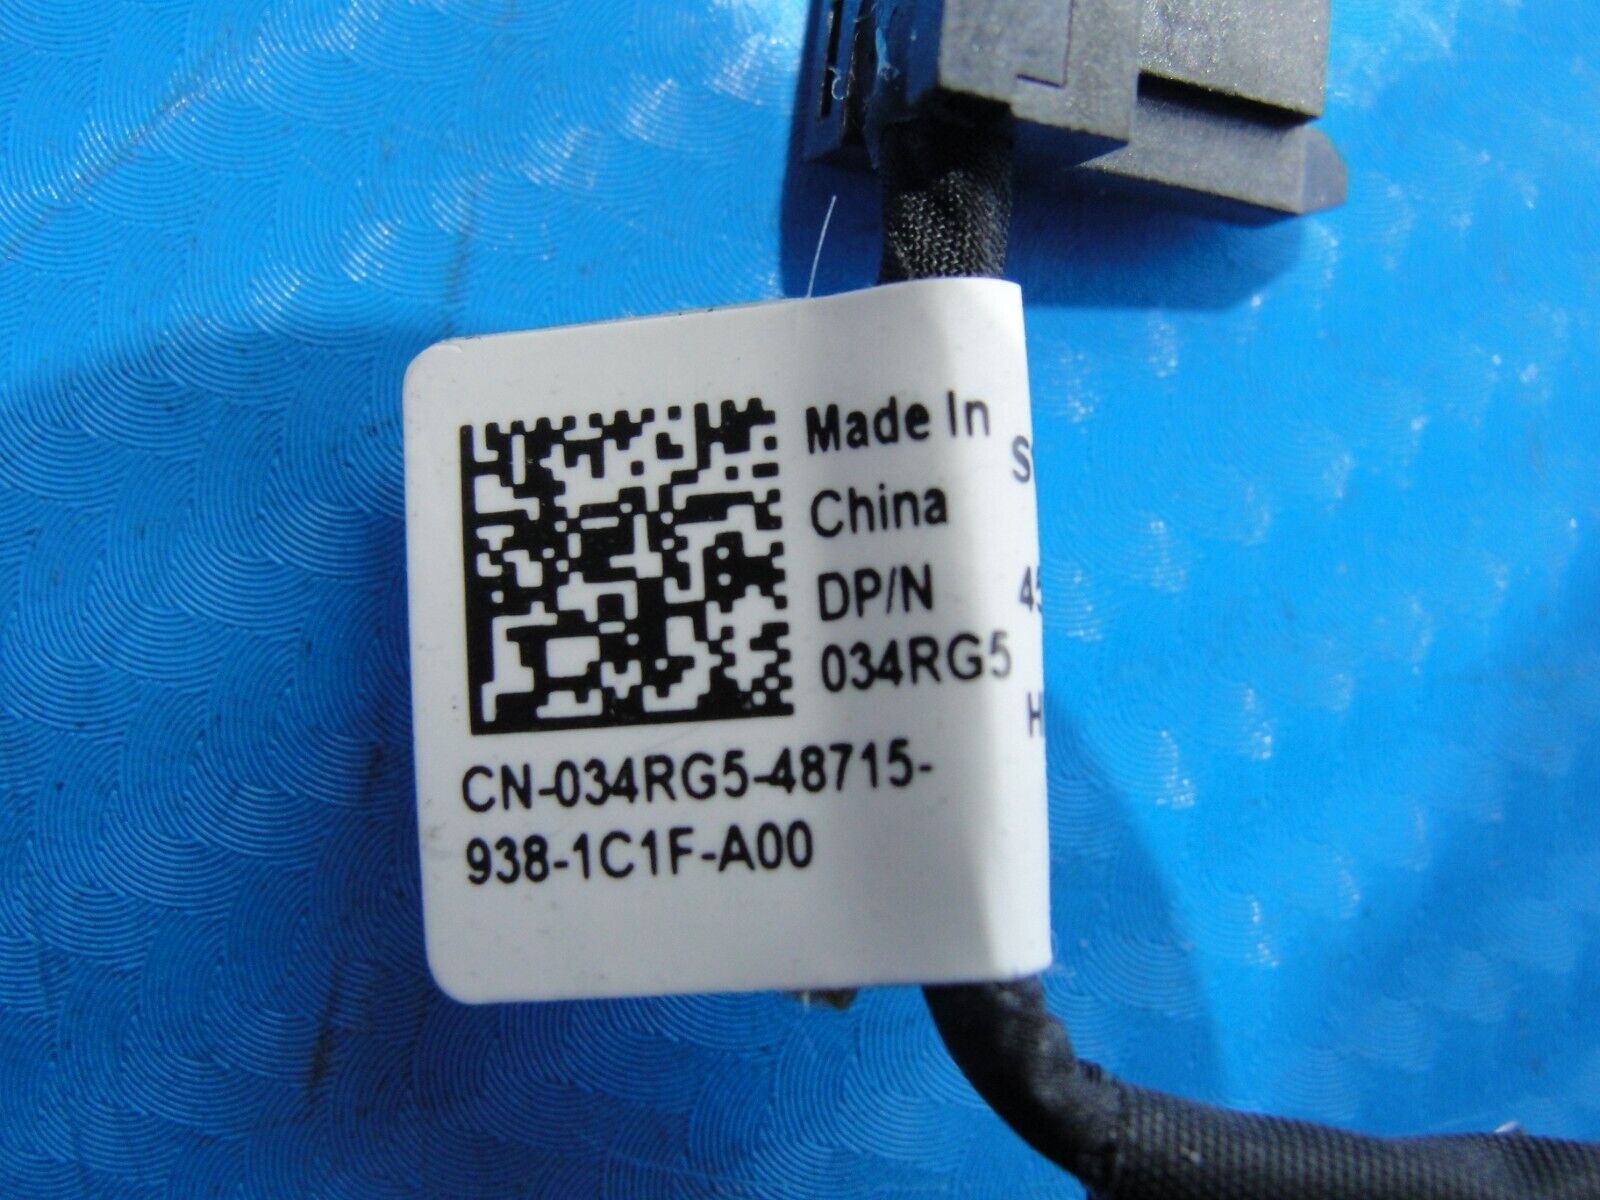 Made In
China
DP/N
034RG5
CN-034RG5-48715-
938-1C1F-A00